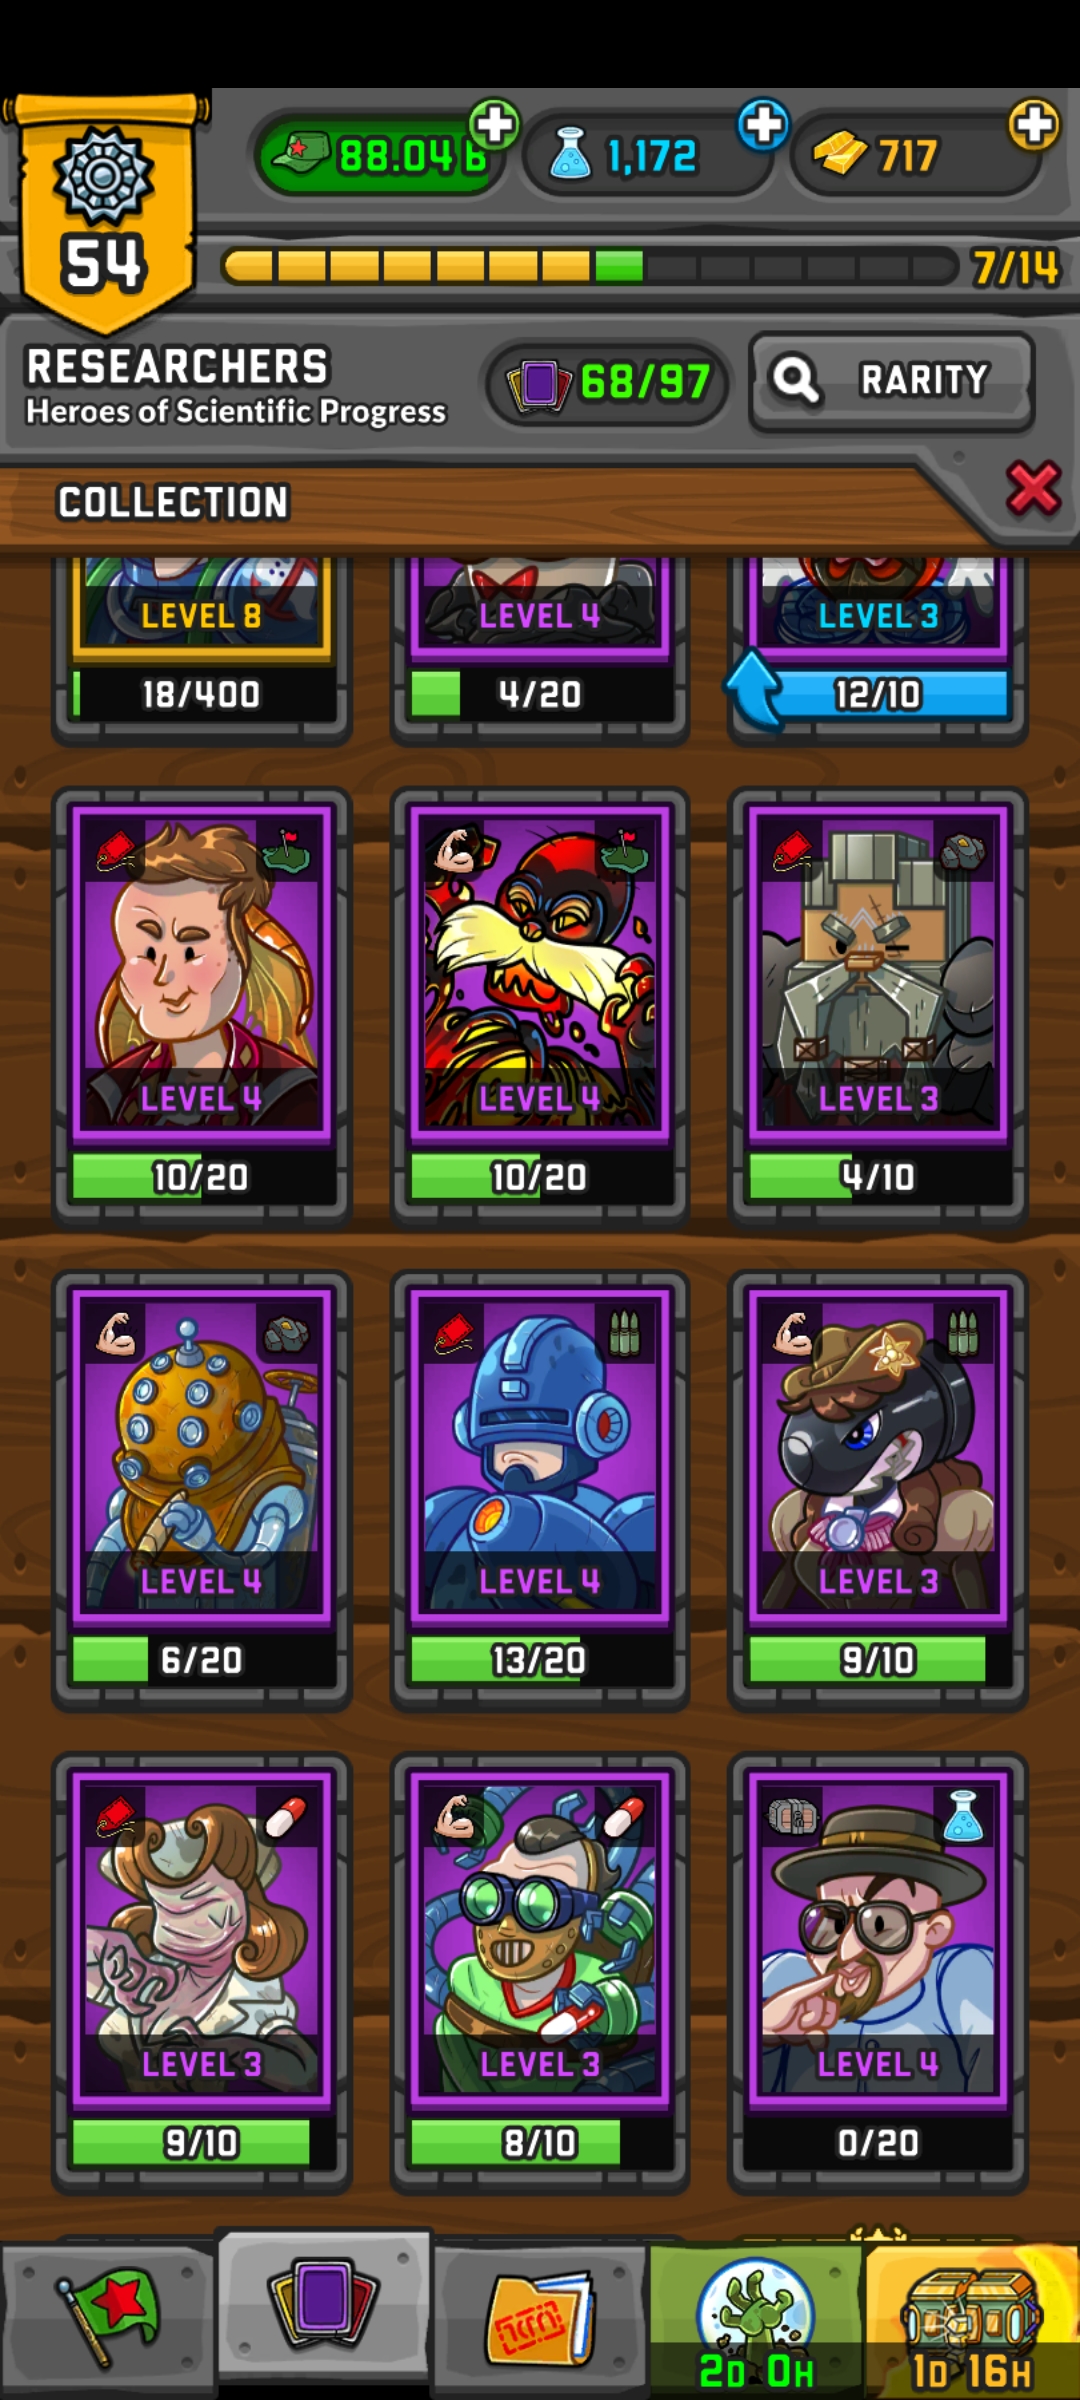 88.04 B
1,172
717
54
7/14
RESEARCHERS
Heroes of Scientific Progress
68/97
RARITY
COLLECTION
LEVEL 8
LEVEL 4
LEVEL 3
18/400
4/20
12/10
LEVEL 4
LEVEL 4
LEVEL 3
10/20
10/20
4/10
LEVEL 4
LEVEL 4
LEVEL 3
6/20
13/20
9/10
LEVEL 3
LEVEL 3
LEVEL 4
9/10
8/10
0/20
2D 0H
1D 16H